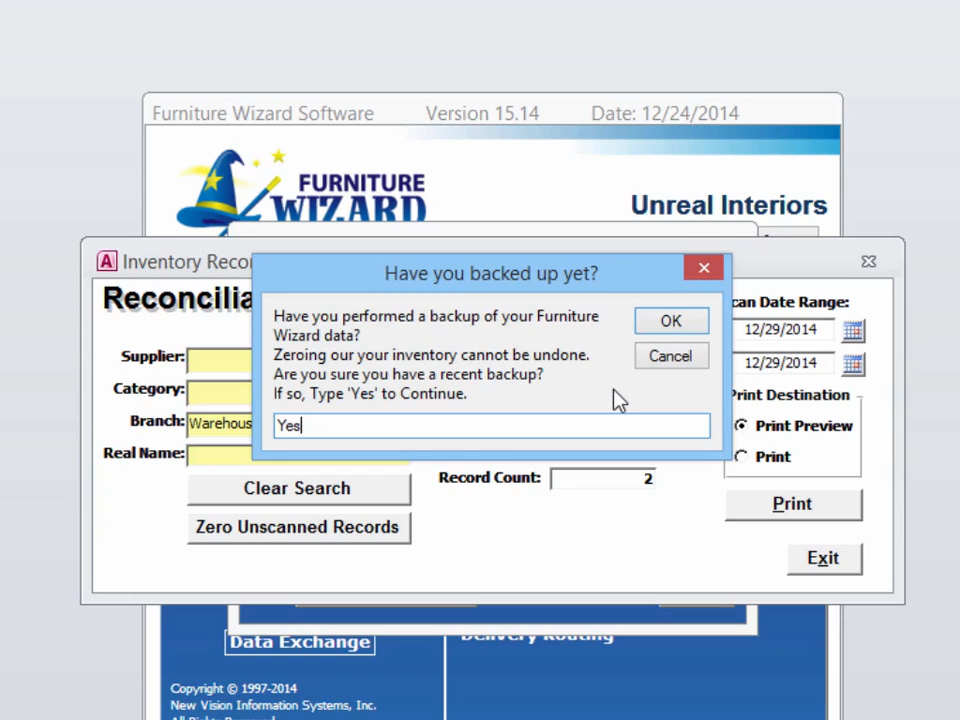 Furniture Wizard Software Version 15.14 Date: 12/24/2014
FURNITURE
WIZARD
Unreal Interiors
Inventory Reco
Have you backed up yet?
Have you performed a backup of your Furniture
Wizard data?
Zeroing our your inventory cannot be undone.
Are you sure you have a recent backup?
If so, Type 'Yes' to Continue.
OK
Cancel
Yes
Reconcilia
Supplier:
Category:
Branch: Warehous
Real Name:
Clear Search
Zero Unscanned Records
Record Count: 2
can Date Range:
12/29/2014
12/29/2014
Print Destination
Print Preview
Print
Print
Exit
Data Exchange
Delivery Routing
Copyright © 1997-2014
New Vision Information Systems, Inc.